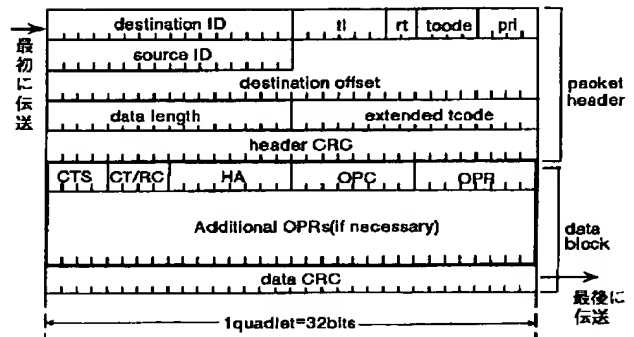 destination ID tl rt tcode pri
最初に伝送
source ID
destination offset
packet header
data length extended tcode
header CRC
CTS CT/RC HA OPC OPR
Additional OPRs(if necessary)
data block
data CRC
最後に伝送
1quadlet=32bits